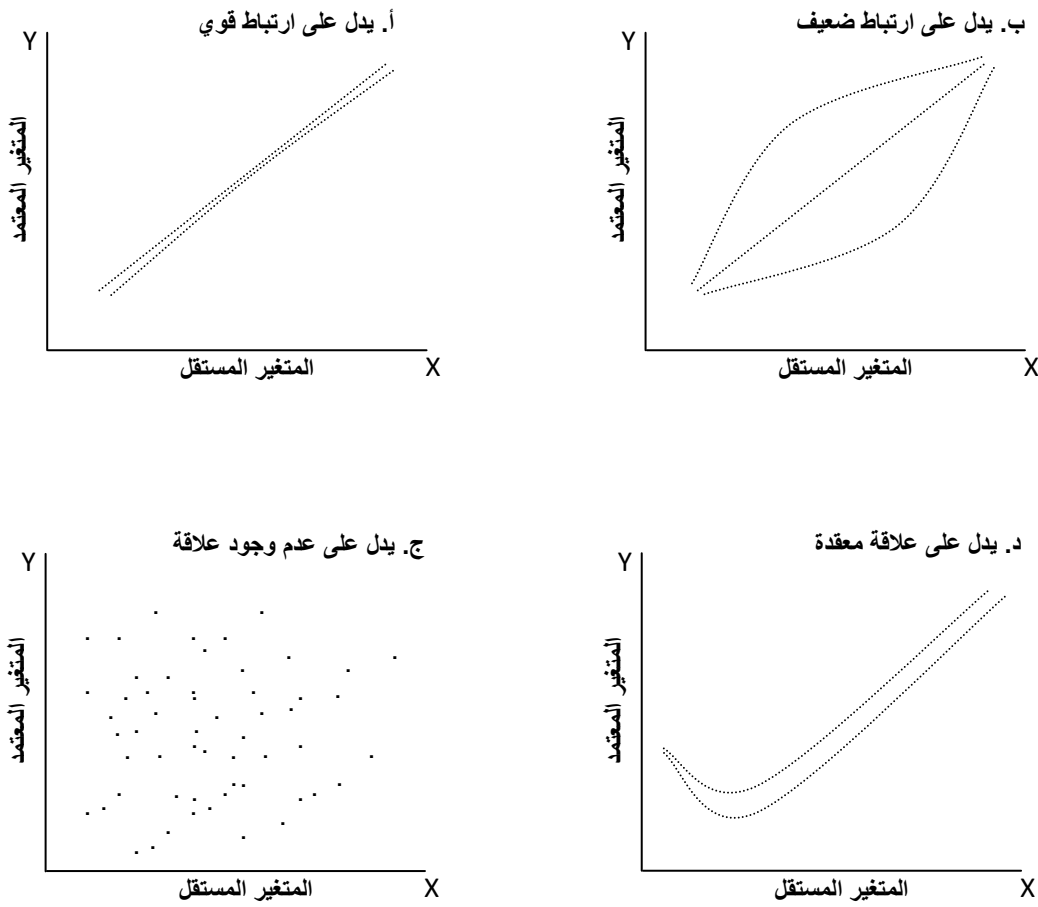 أ. يدل على ارتباط قوي
Y
المتغير المعتمد
المتغير المستقل
X
ب. يدل على ارتباط ضعيف
Y
المتغير المعتمد
المتغير المستقل
X
ج. يدل على عدم وجود علاقة
Y
المتغير المعتمد
المتغير المستقل
X
د. يدل على علاقة معقدة
Y
المتغير المعتمد
المتغير المستقل
X